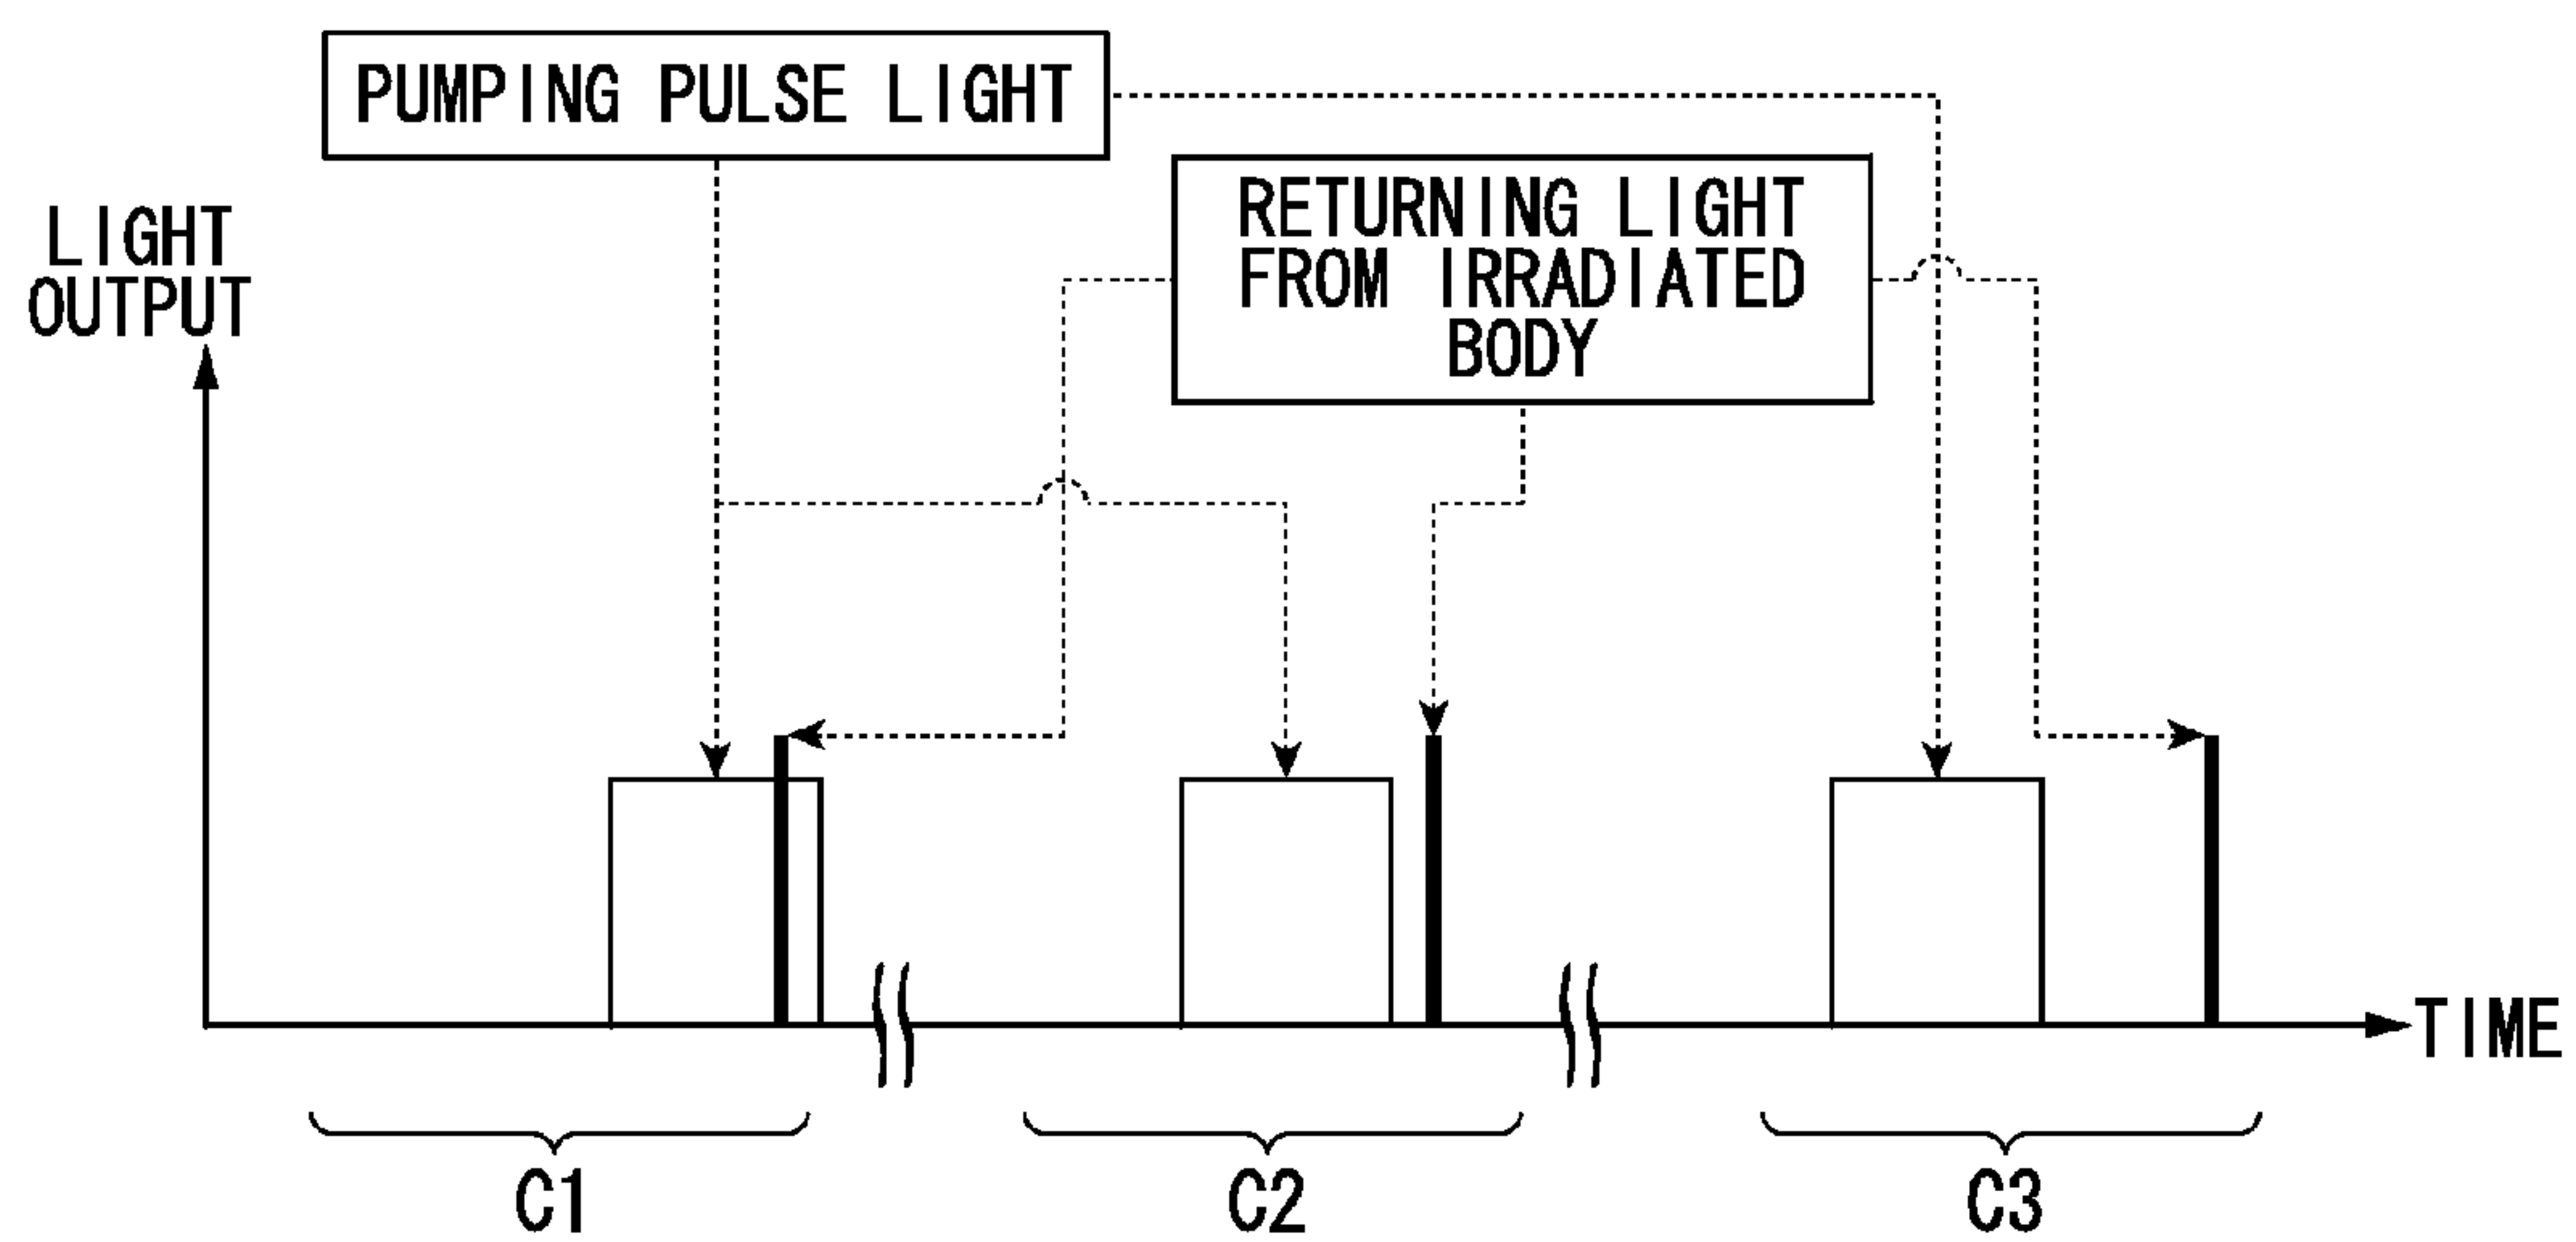 PUMPING PULSE LIGHT
RETURNING LIGHT
FROM IRRADIATED
BODY
LIGHT
OUTPUT
TIME
C1
C2
C3